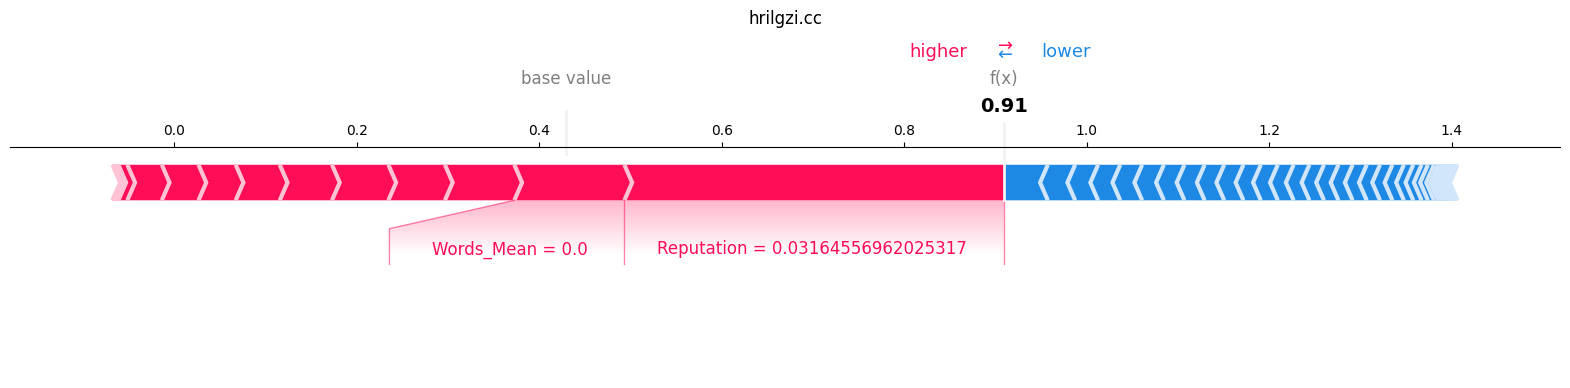 hrilgzi.cc
higher ⇄ lower
base value f(x)
0.91
0.0 0.2 0.4 0.6 0.8 1.0 1.2 1.4
Words_Mean = 0.0 Reputation = 0.03164556962025317